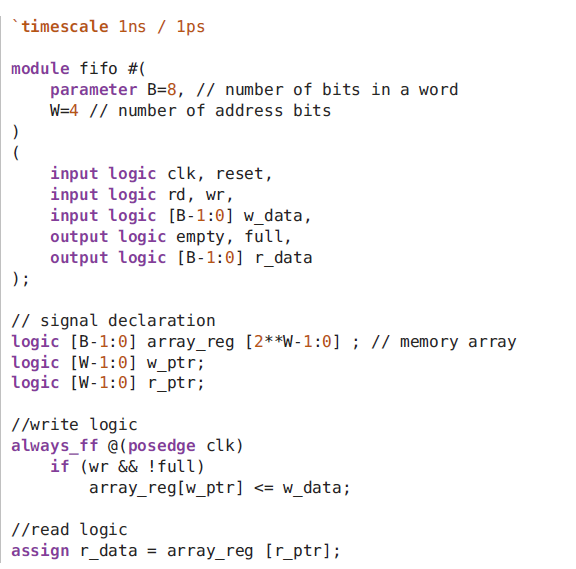 `timescale 1ns / 1ps
module fifo #(
parameter B=8, // number of bits in a word
W=4 // number of address bits
)
(
input logic clk, reset,
input logic rd, wr,
input logic [B-1:0] w_data,
output logic empty, full,
output logic [B-1:0] r_data
);
// signal declaration
logic [B-1:0] array_reg [2**W-1:0] ; // memory array
logic [W-1:0] w_ptr;
logic [W-1:0] r_ptr;
//write logic
always_ff @(posedge clk)
if (wr && !full)
array_reg[w_ptr] <= w_data;
//read logic
assign r_data = array_reg [r_ptr];